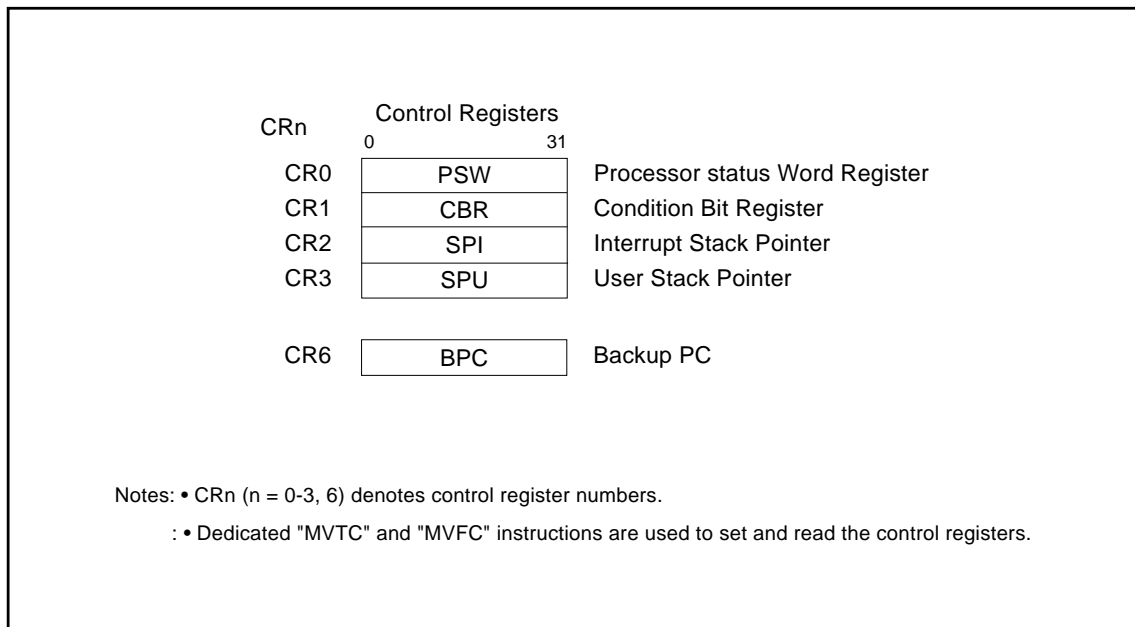 CRn Control Registers
0 31
CR0 PSW Processor status Word Register
CR1 CBR Condition Bit Register
CR2 SPI Interrupt Stack Pointer
CR3 SPU User Stack Pointer
CR6 BPC Backup PC
Notes: • CRn (n = 0-3, 6) denotes control register numbers.
: • Dedicated "MVTC" and "MVFC" instructions are used to set and read the control registers.